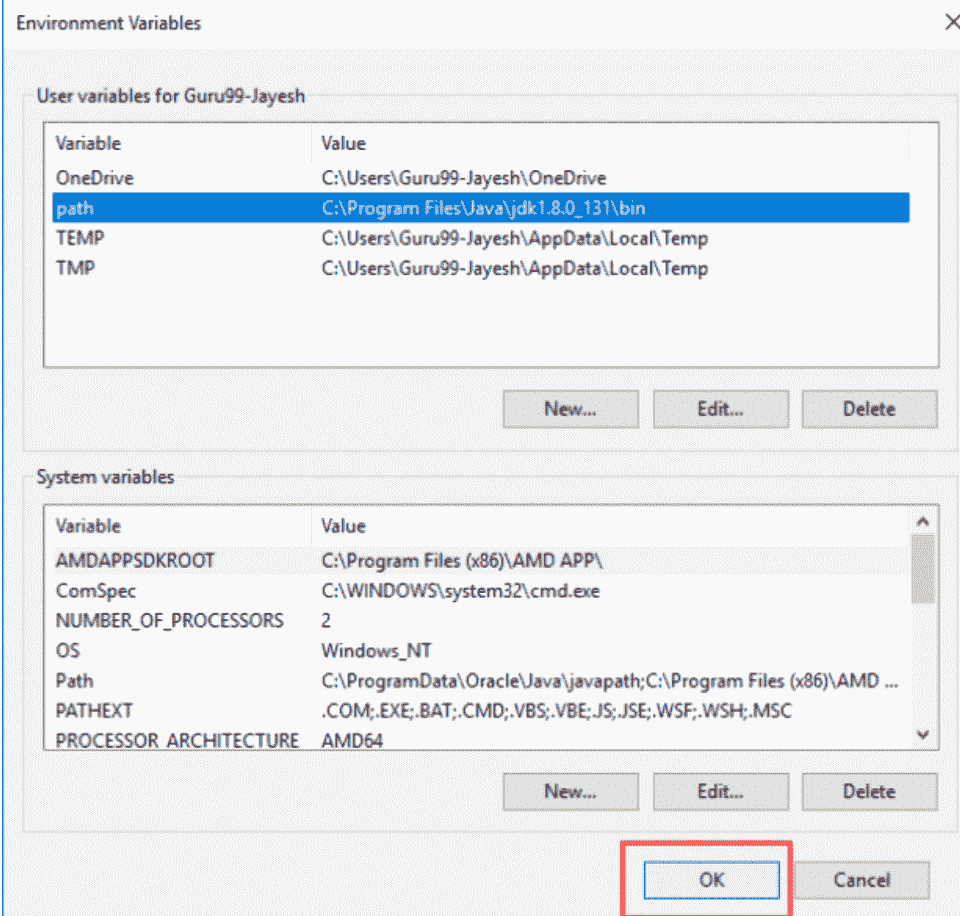 Environment Variables
User variables for Guru99-Jayesh
Variable Value
OneDrive C:\Users\Guru99-Jayesh\OneDrive
path C:\Program Files\Java\jdk1.8.0_131\bin
TEMP C:\Users\Guru99-Jayesh\AppData\Local\Temp
TMP C:\Users\Guru99-Jayesh\AppData\Local\Temp
New... Edit... Delete
System variables
Variable Value
AMDAPPSDKROOT C:\Program Files (x86)\AMD APP\
ComSpec C:\WINDOWS\system32\cmd.exe
NUMBER_OF_PROCESSORS 2
OS Windows_NT
Path C:\ProgramData\Oracle\Java\javapath;C:\Program Files (x86)\AMD ...
PATHEXT .COM;.EXE;.BAT;.CMD;.VBS;.VBE;.JS;.JSE;.WSF;.WSH;.MSC
PROCESSOR_ARCHITECTURE AMD64
New... Edit... Delete
OK Cancel